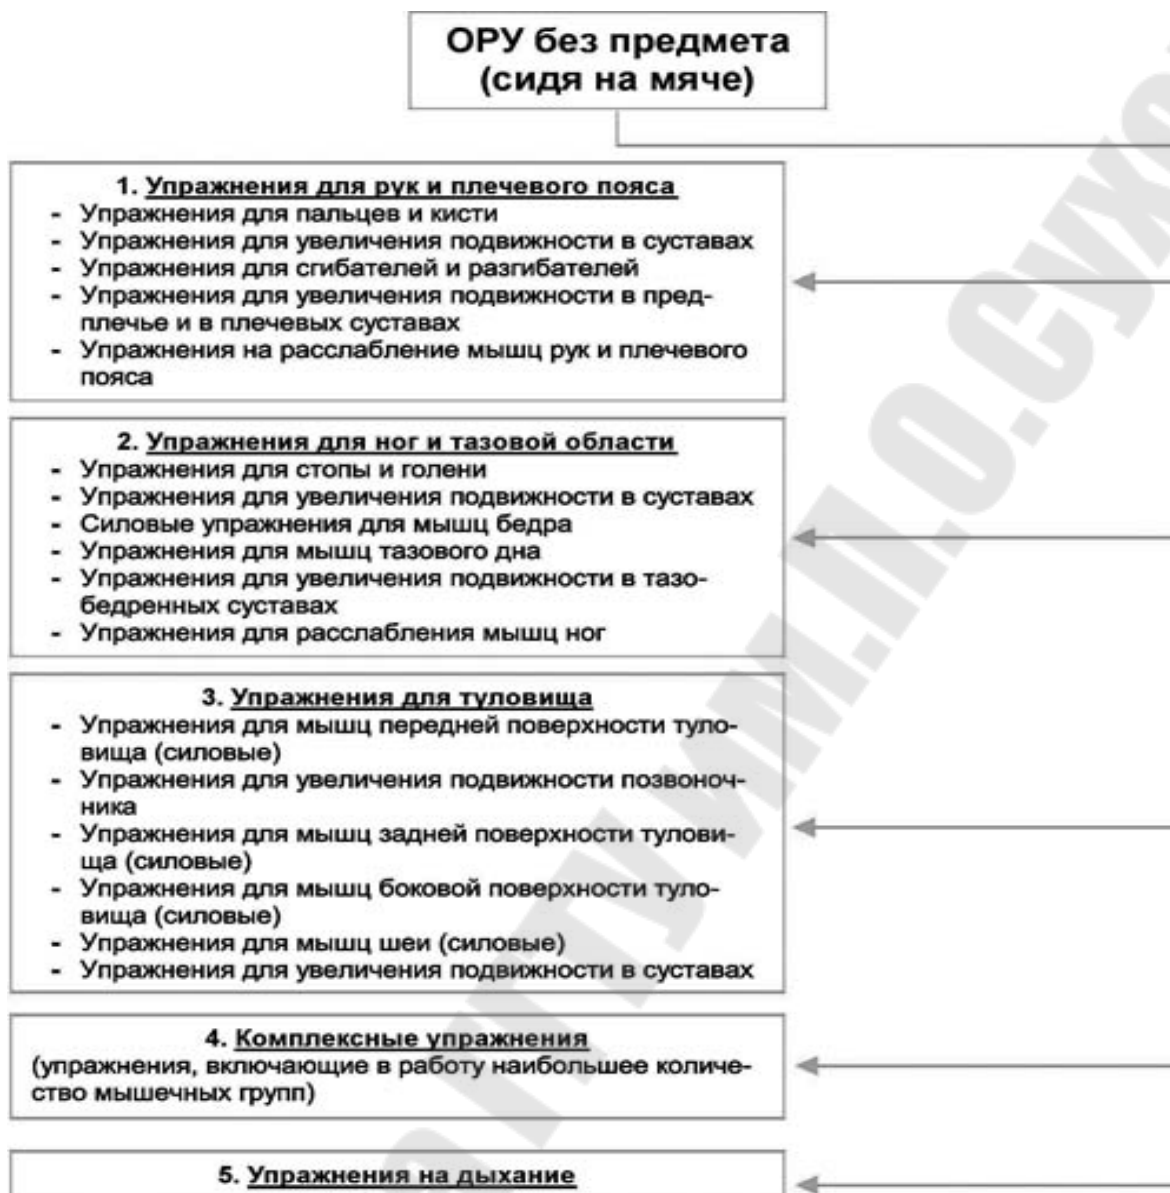 ОРУ без предмета
(сидя на мяче)
1. Упражнения для рук и плечевого пояса
- Упражнения для пальцев и кисти
- Упражнения для увеличения подвижности в суставах
- Упражнения для сгибателей и разгибателей
- Упражнения для увеличения подвижности в пред-
плечье и в плечевых суставах
- Упражнения на расслабление мышц рук и плечевого
пояса
2. Упражнения для ног и тазовой области
- Упражнения для стопы и голени
- Упражнения для увеличения подвижности в суставах
- Силовые упражнения для мышц бедра
- Упражнения для мышц тазового дна
- Упражнения для увеличения подвижности в тазо-
бедренных суставах
- Упражнения для расслабления мышц ног
3. Упражнения для туловища
- Упражнения для мышц передней поверхности туло-
вища (силовые)
- Упражнения для увеличения подвижности позвоноч-
ника
- Упражнения для мышц задней поверхности тулови-
ща (силовые)
- Упражнения для мышц боковой поверхности туло-
вища (силовые)
- Упражнения для мышц шеи (силовые)
- Упражнения для увеличения подвижности в суставах
4. Комплексные упражнения
(упражнения, включающие в работу наибольшее количе-
ство мышечных групп)
5. Упражнения на дыхание
ГТУ им.П.О.Сухо